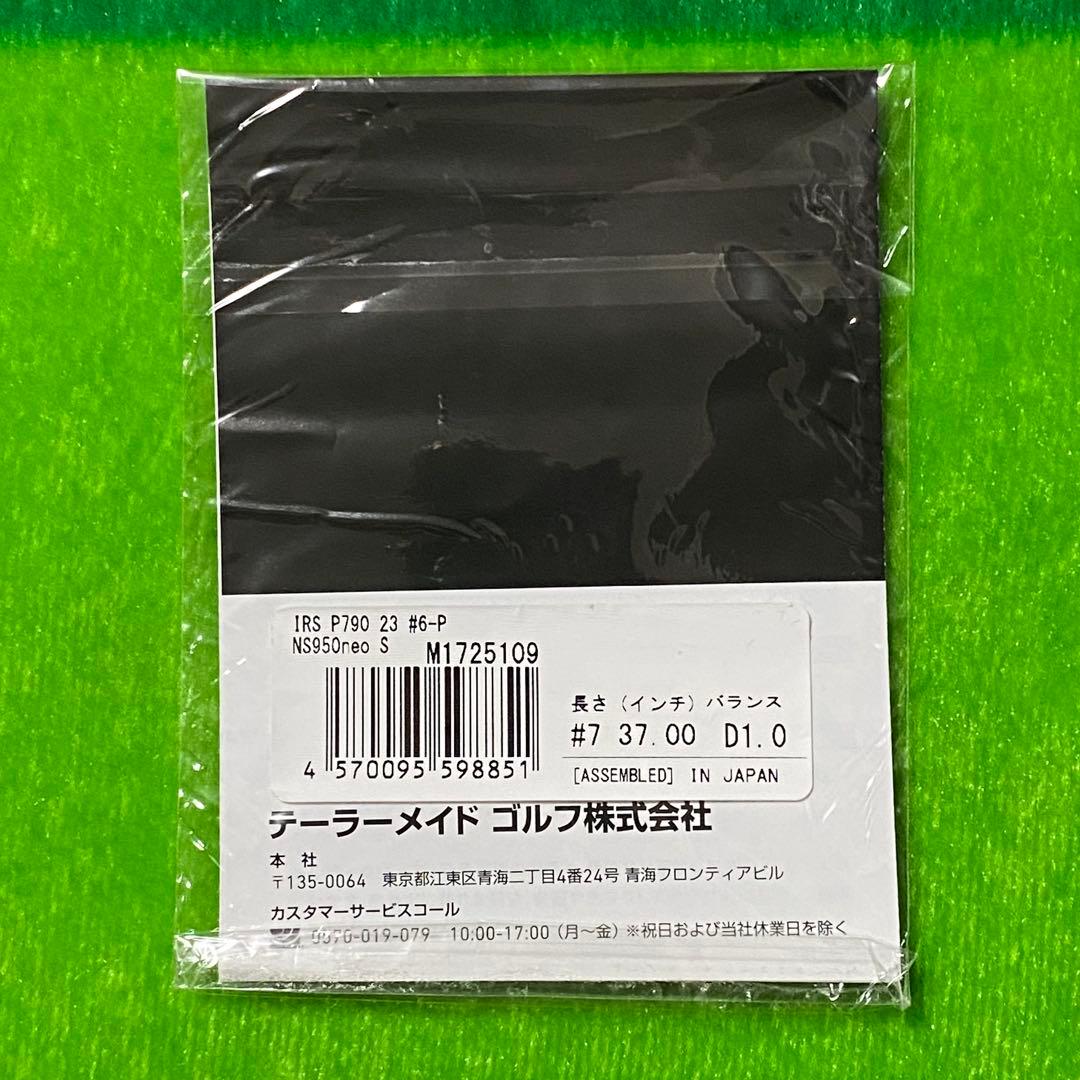 IRS P790 23 #6-P
NS950neo S
M1725109
長さ（インチ）バランス
#7 37.00 D1.0
4 570095 598851
[ASSEMBLED] IN JAPAN
テーラーメイド ゴルフ株式会社
本 社
〒135-0064 東京都江東区青海二丁目4番24号 青海フロンティアビル
カスタマーサービスコール
0570-019-079 10:00-17:00（月〜金）※祝日および当社休業日を除く